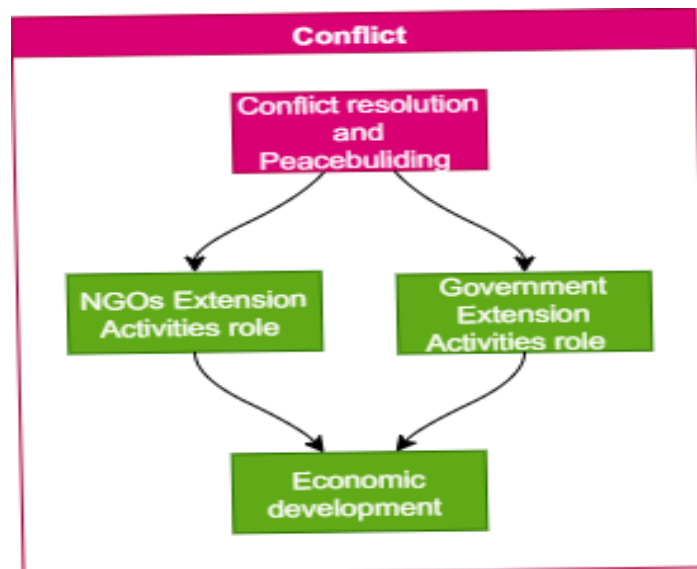 Conflict
Conflict resolution
and
Peacebuliding
NGOs Extension
Activities role
Government
Extension
Activities role
Economic
development